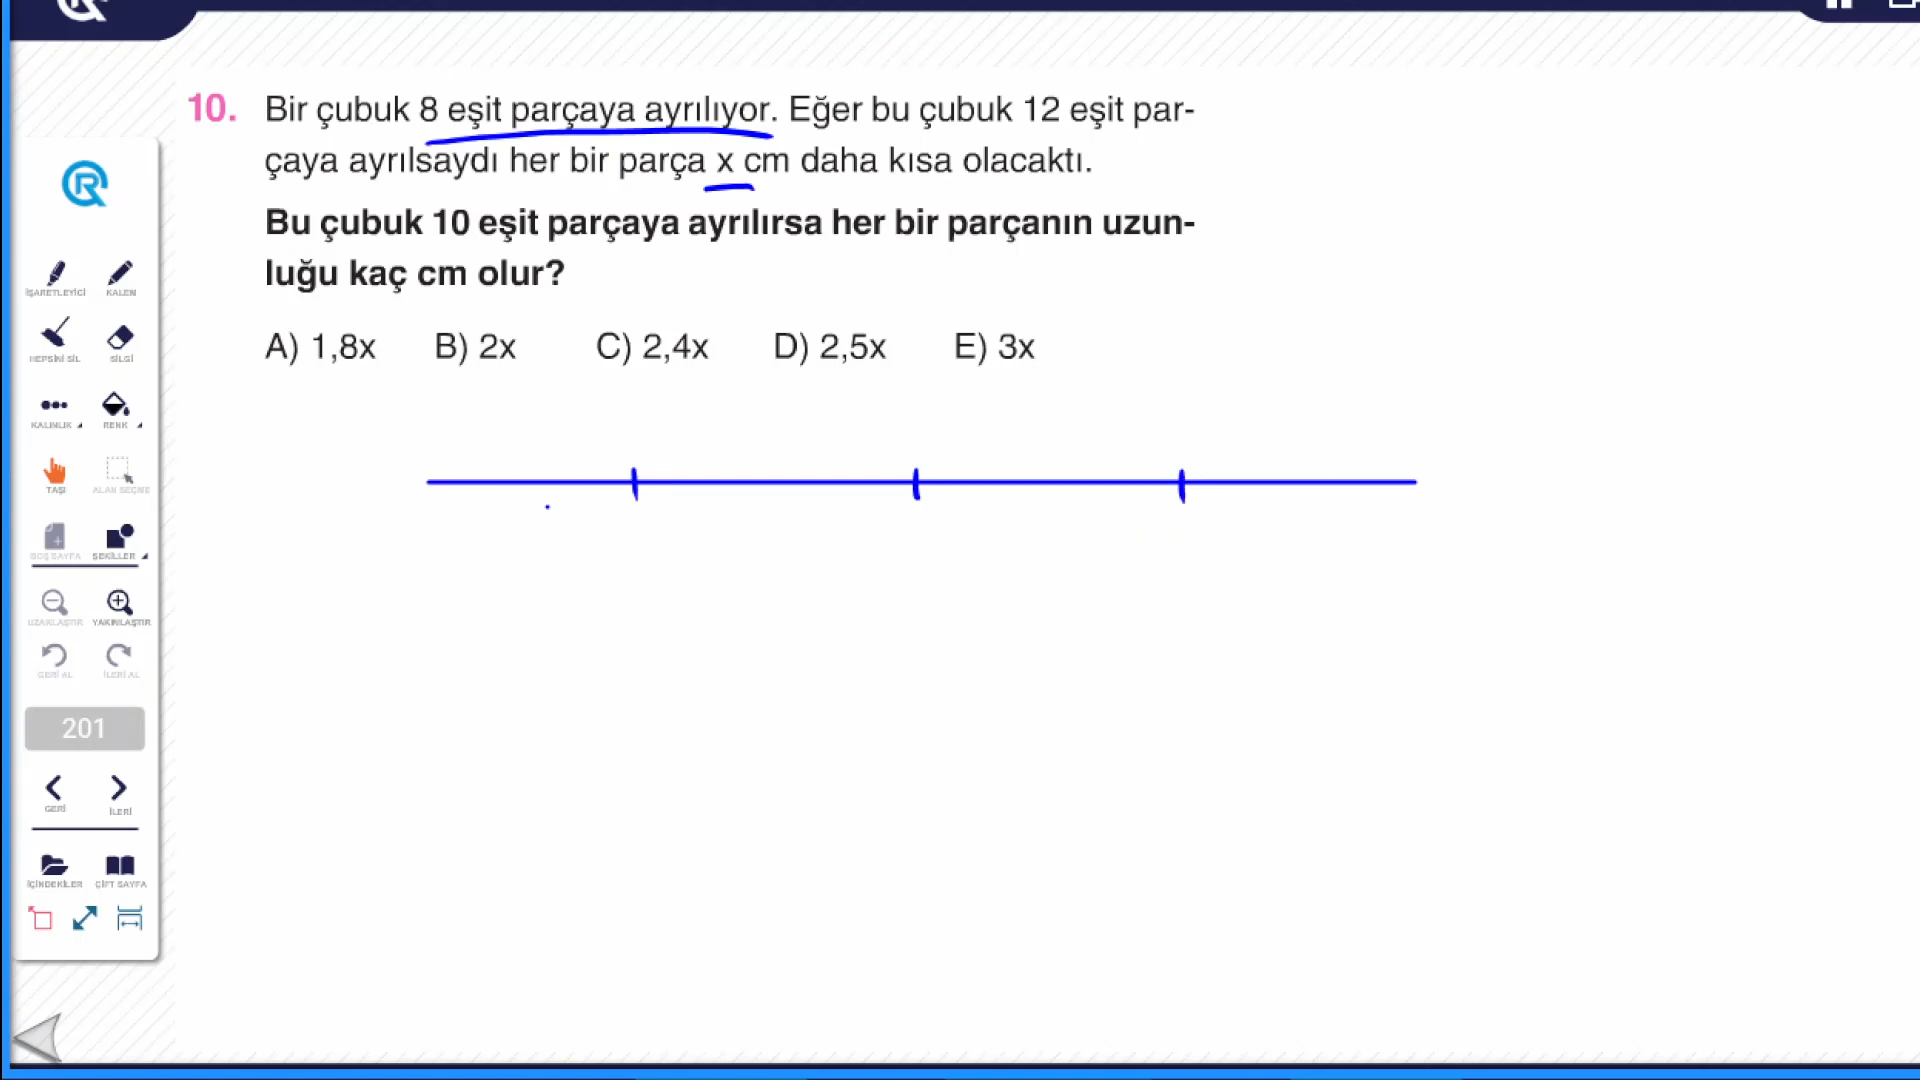 10. Bir çubuk 8 eşit parçaya ayrılıyor. Eğer bu çubuk 12 eşit par-
çaya ayrılsaydı her bir parça x cm daha kısa olacaktı.
Bu çubuk 10 eşit parçaya ayrılırsa her bir parçanın uzun-
luğu kaç cm olur?
A) 1,8x B) 2x C) 2,4x D) 2,5x E) 3x
İŞARETLEYİCİ KALEM
HEPSİNİ SİL SİLGİ
KALINLIK RENK
TAŞI ALAN SEÇME
BOŞ SAYFA ŞEKİLLER
UZAKLAŞTIR YAKINLAŞTIR
GERİ AL İLERİ AL
201
GERİ İLERİ
İÇİNDEKİLER ÇİFT SAYFA